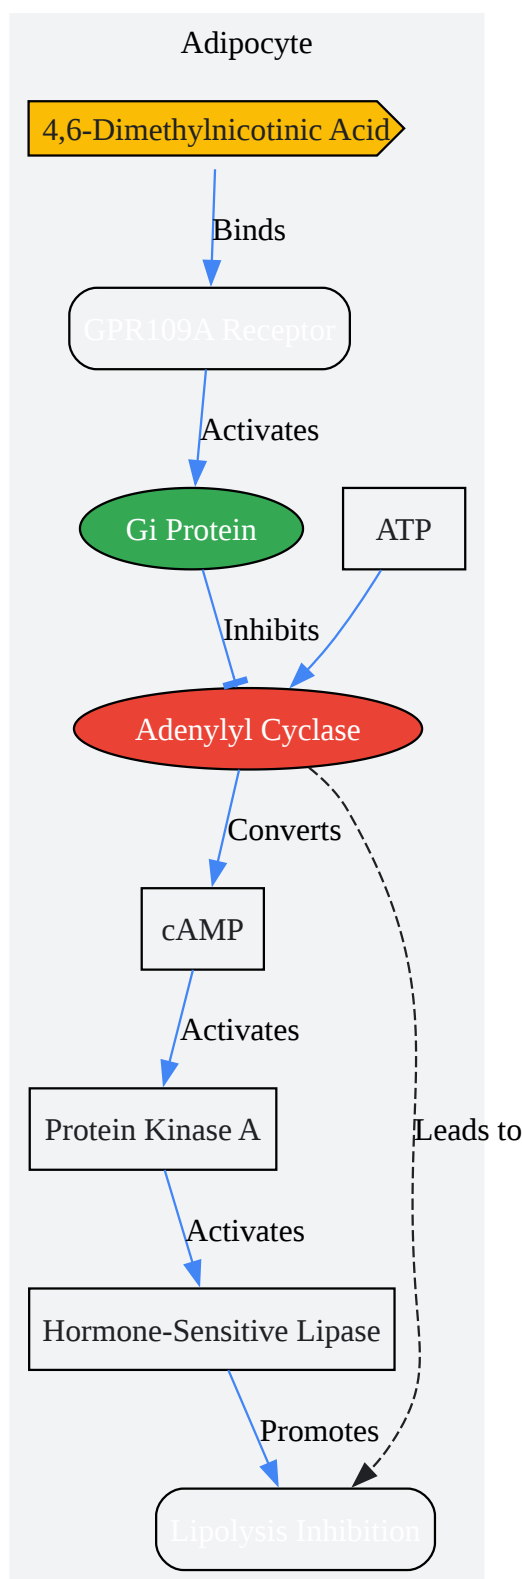 Adipocyte
4,6-Dimethylnicotinic Acid
Binds
GPR109A Receptor
Activates
Gi Protein
ATP
Inhibits
Adenylyl Cyclase
Converts
cAMP
Activates
Protein Kinase A
Leads to
Activates
Hormone-Sensitive Lipase
Promotes
Lipolysis Inhibition